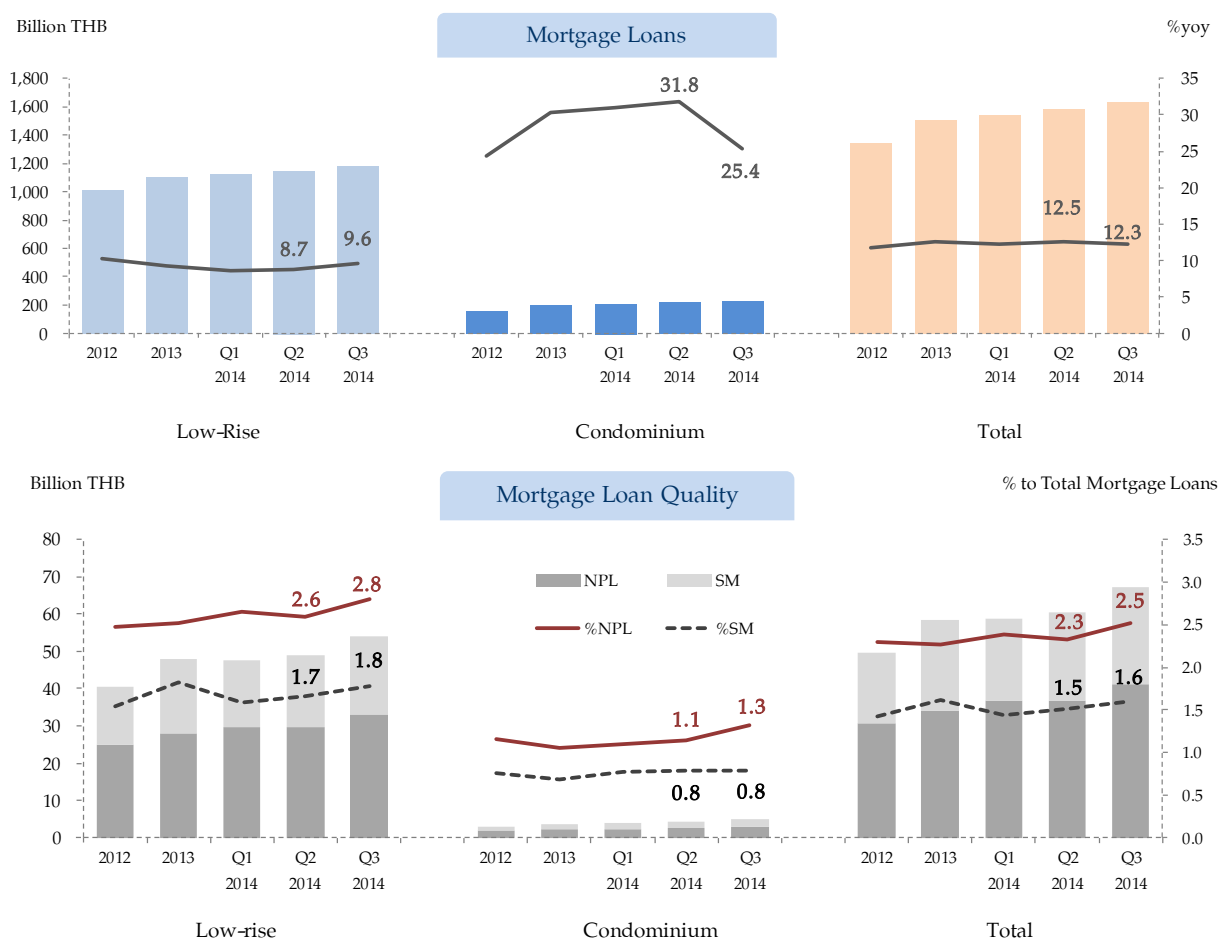 Billion THB
Mortgage Loans
%yoy
1,800
1,600
1,400
1,200
1,000
800
600
400
200
0
35
30
25
20
15
10
5
0
8.7
9.6
31.8
25.4
12.5
12.3
2012 2013 Q1 Q2 Q3
2014 2014 2014
2012 2013 Q1 Q2 Q3
2014 2014 2014
2012 2013 Q1 Q2 Q3
2014 2014 2014
Low-Rise
Condominium
Total
Billion THB
Mortgage Loan Quality
% to Total Mortgage Loans
80
70
60
50
40
30
20
10
0
3.5
3.0
2.5
2.0
1.5
1.0
0.5
0.0
NPL SM
%NPL %SM
2.6
2.8
1.7
1.8
1.1
1.3
0.8
0.8
2.3
2.5
1.5
1.6
2012 2013 Q1 Q2 Q3
2014 2014 2014
2012 2013 Q1 Q2 Q3
2014 2014 2014
2012 2013 Q1 Q2 Q3
2014 2014 2014
Low-rise
Condominium
Total